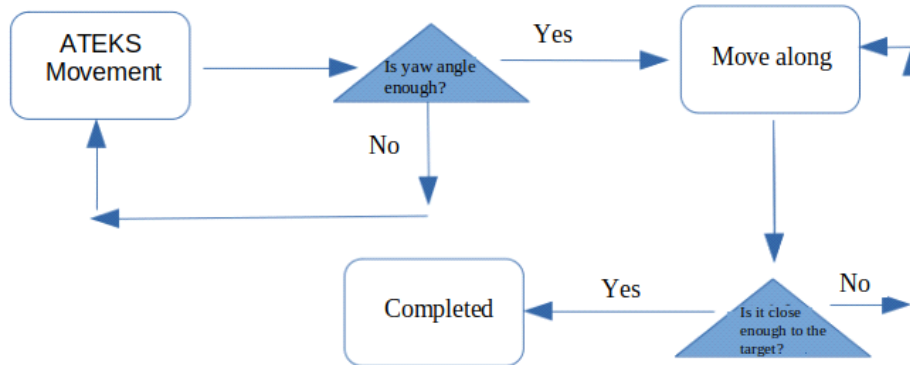 ATEKS
Movement
Is yaw angle
enough?
Yes
Move along
No
Completed
Yes
Is it close
enough to the
target?
No